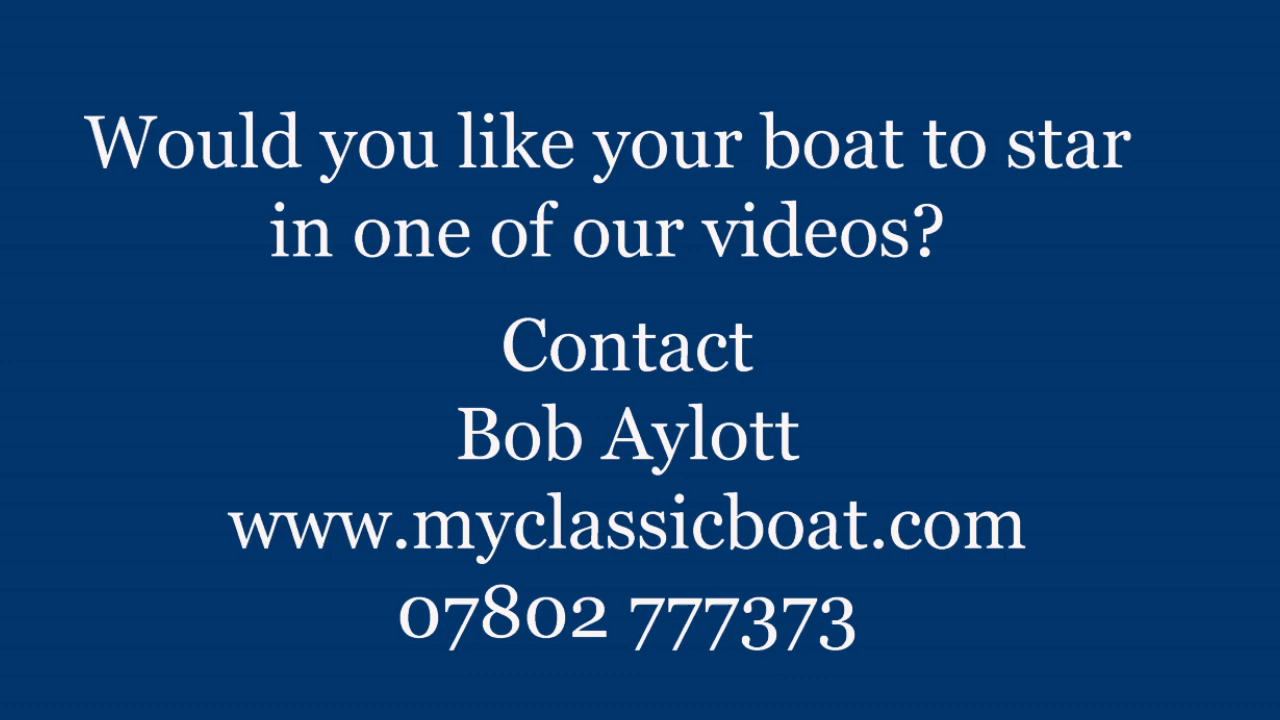 Would you like your boat to star
in one of our videos?
Contact
Bob Aylott
www.myclassicboat.com
07802 777373